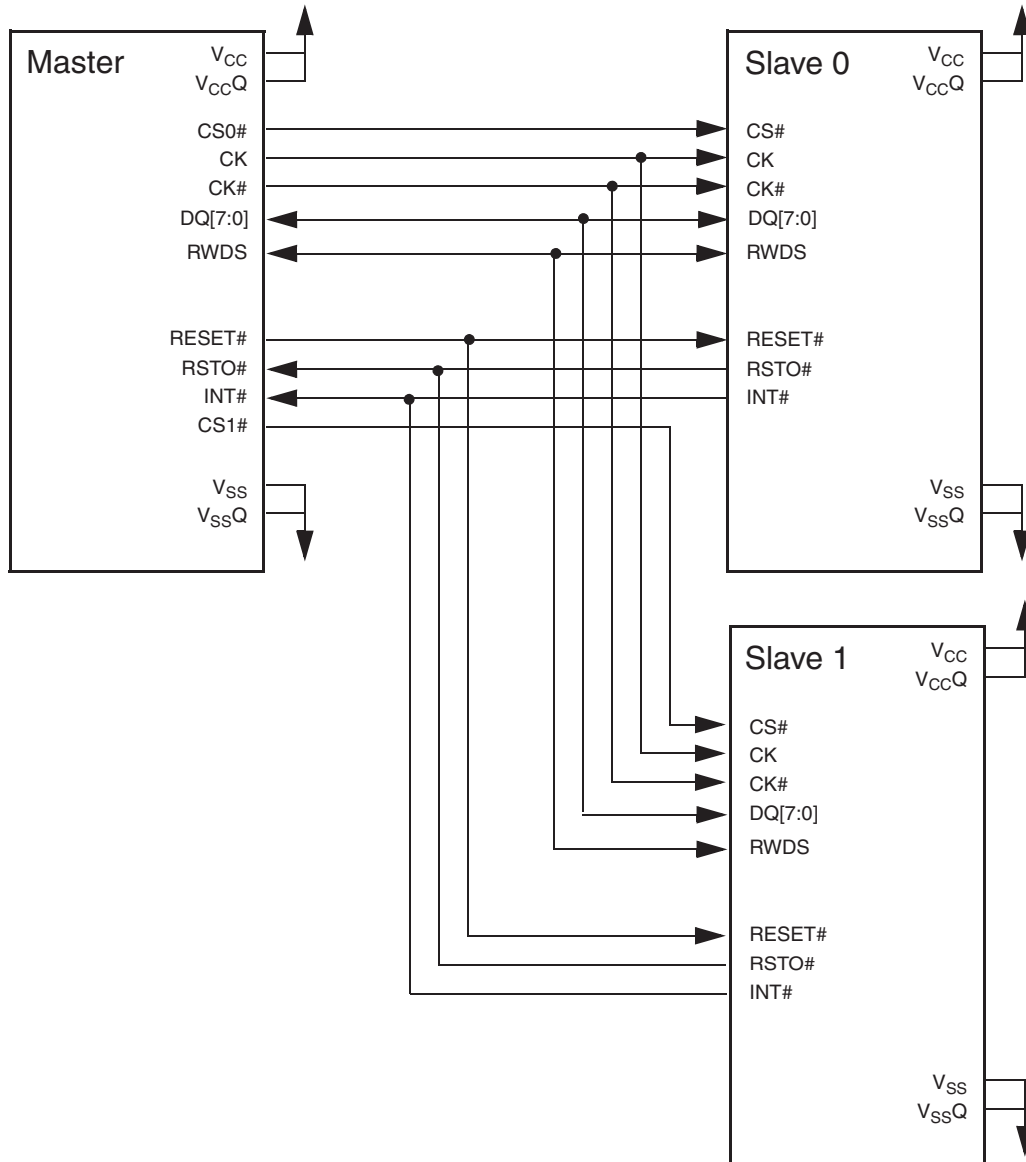 Master
VCC
VCCQ
CS0#
CK
CK#
DQ[7:0]
RWDS
RESET#
RSTO#
INT#
CS1#
VSS
VSSQ
Slave 0
VCC
VCCQ
CS#
CK
CK#
DQ[7:0]
RWDS
RESET#
RSTO#
INT#
VSS
VSSQ
Slave 1
VCC
VCCQ
CS#
CK
CK#
DQ[7:0]
RWDS
RESET#
RSTO#
INT#
VSS
VSSQ